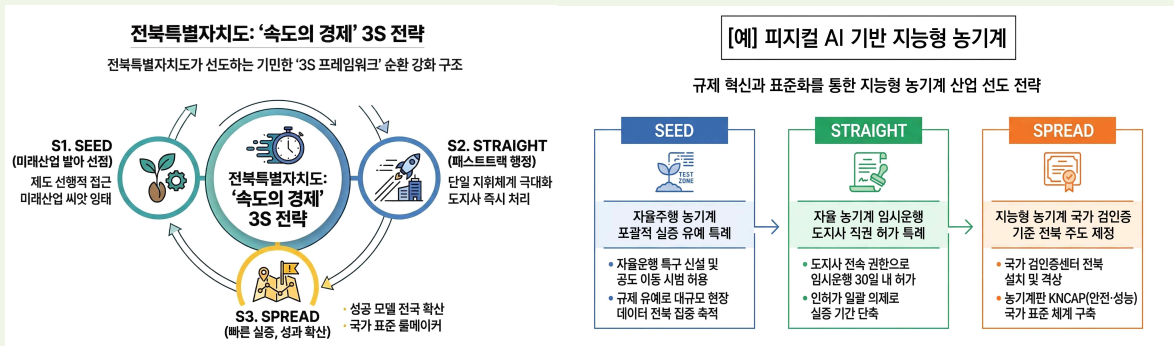 전북특별자치도: '속도의 경제' 3S 전략
전북특별자치도가 선도하는 기민한 '3S 프레임워크' 순환 강화 구조
S1. SEED
(미래산업 발아 선점)
제도 선행적 접근
미래산업 씨앗 잉태
전북특별자치도:
'속도의 경제'
3S 전략
S2. STRAIGHT
(패스트트랙 행정)
단일 지휘체계 극대화
도지사 즉시 처리
S3. SPREAD
(빠른 실증, 성과 확산)
· 성공 모델 전국 확산
· 국가 표준 룰메이커
[예] 피지컬 AI 기반 지능형 농기계
규제 혁신과 표준화를 통한 지능형 농기계 산업 선도 전략
SEED
TEST
ZONE
자율주행 농기계
포괄적 실증 유예 특례
• 자율운행 특구 신설 및
공도 이동 시범 허용
• 규제 유예로 대규모 현장
데이터 전북 집중 축적
STRAIGHT
자율 농기계 임시운행
도지사 직권 허가 특례
• 도지사 전속 권한으로
임시운행 30일 내 허가
• 인허가 일괄 의제로
실증 기간 단축
SPREAD
지능형 농기계 국가 검인증
기준 전북 주도 제정
• 국가 검인증센터 전북
설치 및 격상
• 농기계판 KNCAP(안전·성능)
국가 표준 체계 구축